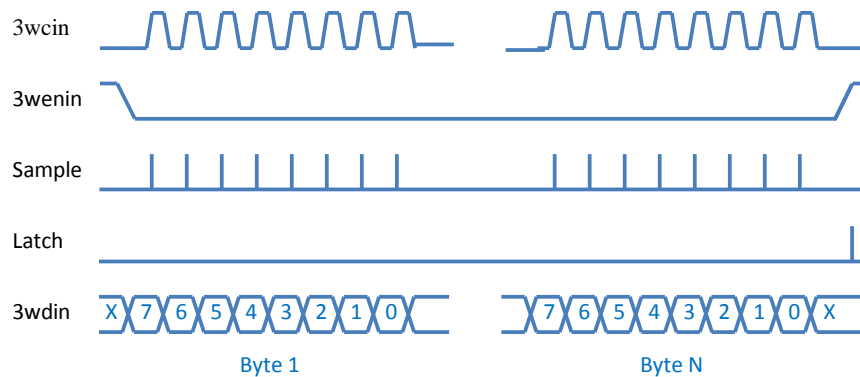 3wcin
3wenin
Sample
Latch
3wdin X 7 6 5 4 3 2 1 0 7 6 5 4 3 2 1 0 X
Byte 1 Byte N